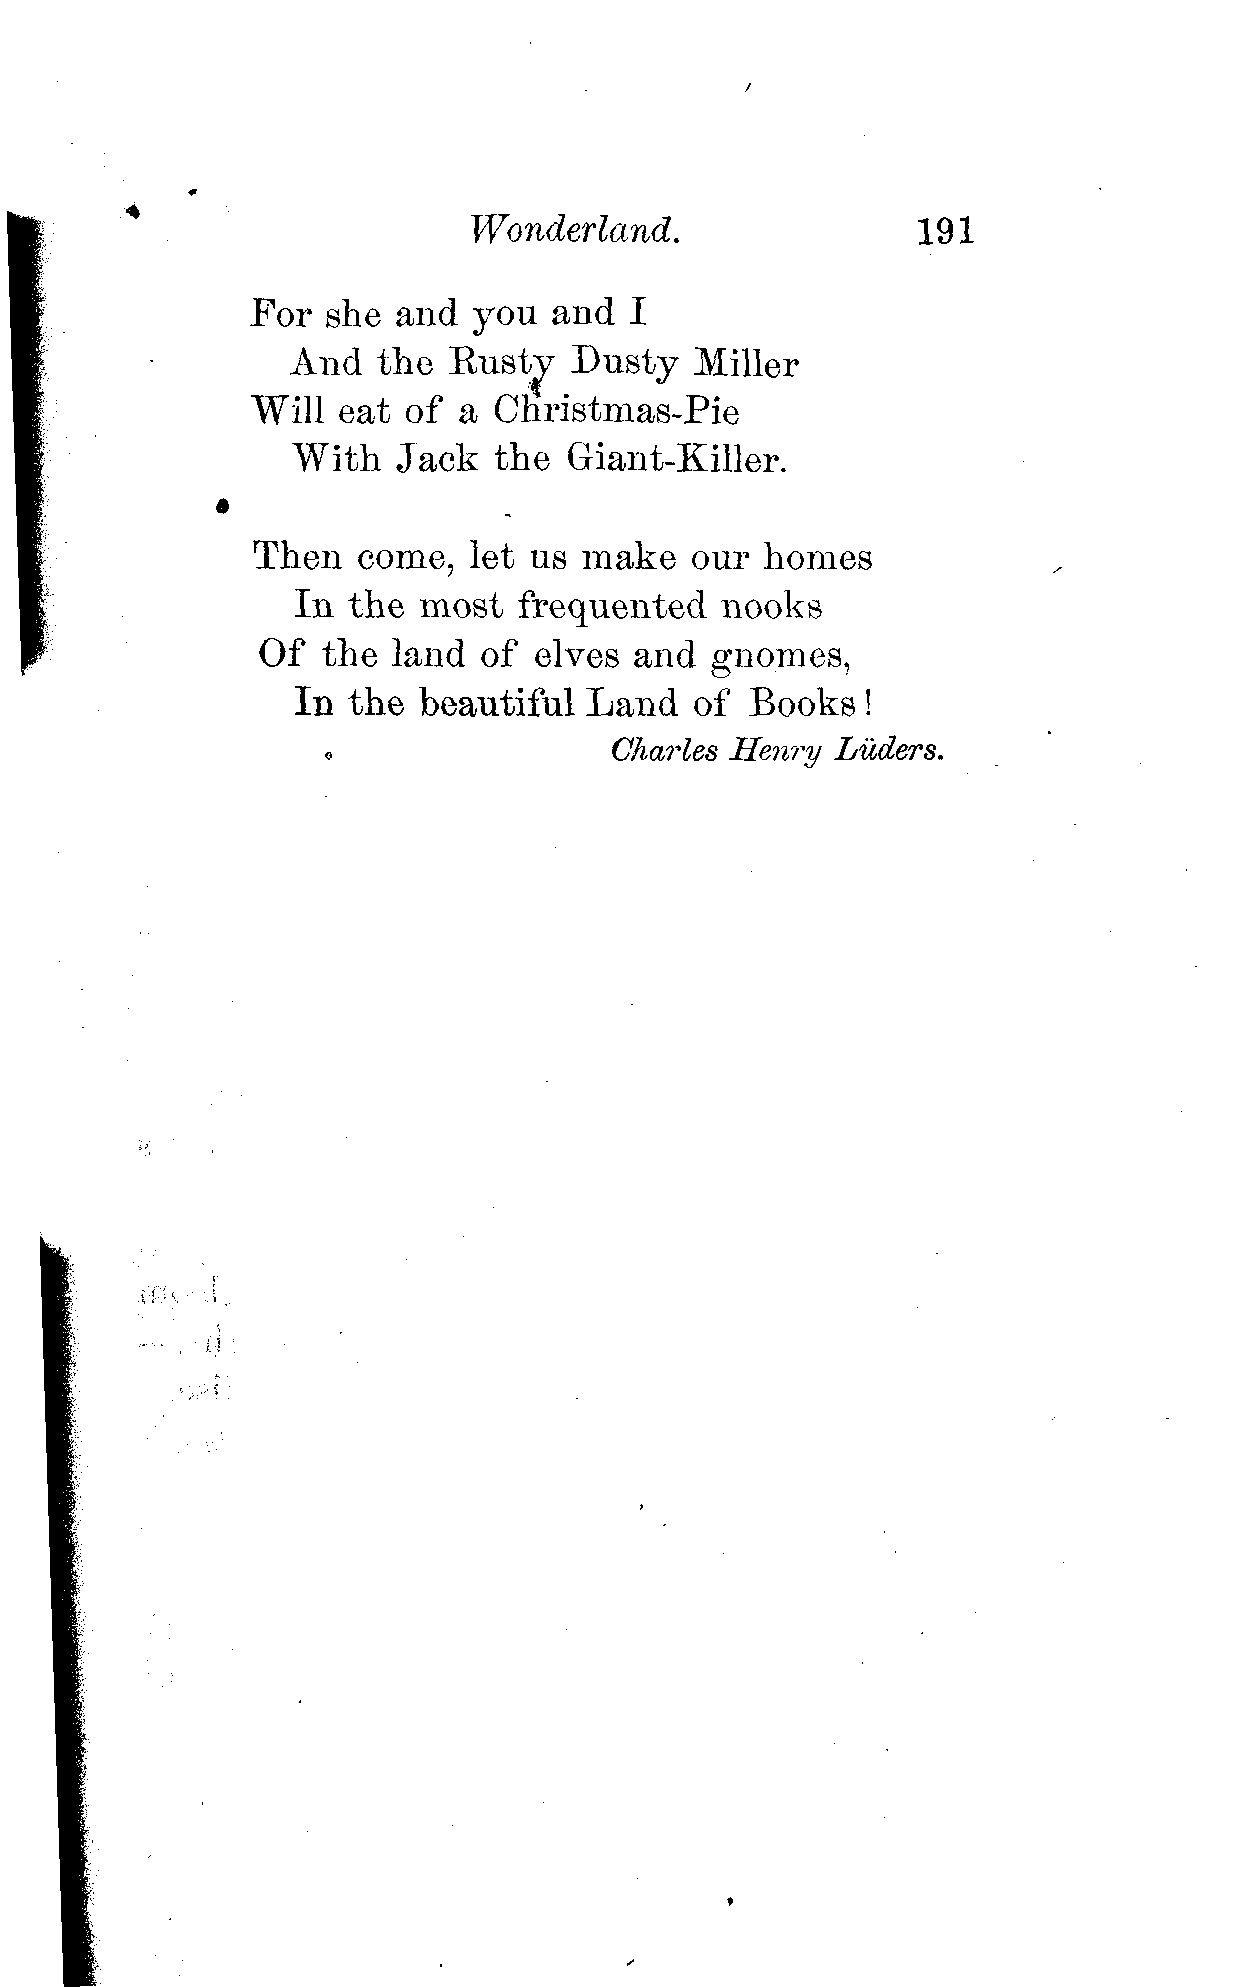 Wonderland. 191
For she and you and I
And the Rusty Dusty Miller
Will eat of a Christmas-Pie
With Jack the Giant-Killer.
Then come, let us make our homes
In the most frequented nooks
Of the land of elves and gnomes,
In the beautiful Land of Books!
Charles Henry Lüders.